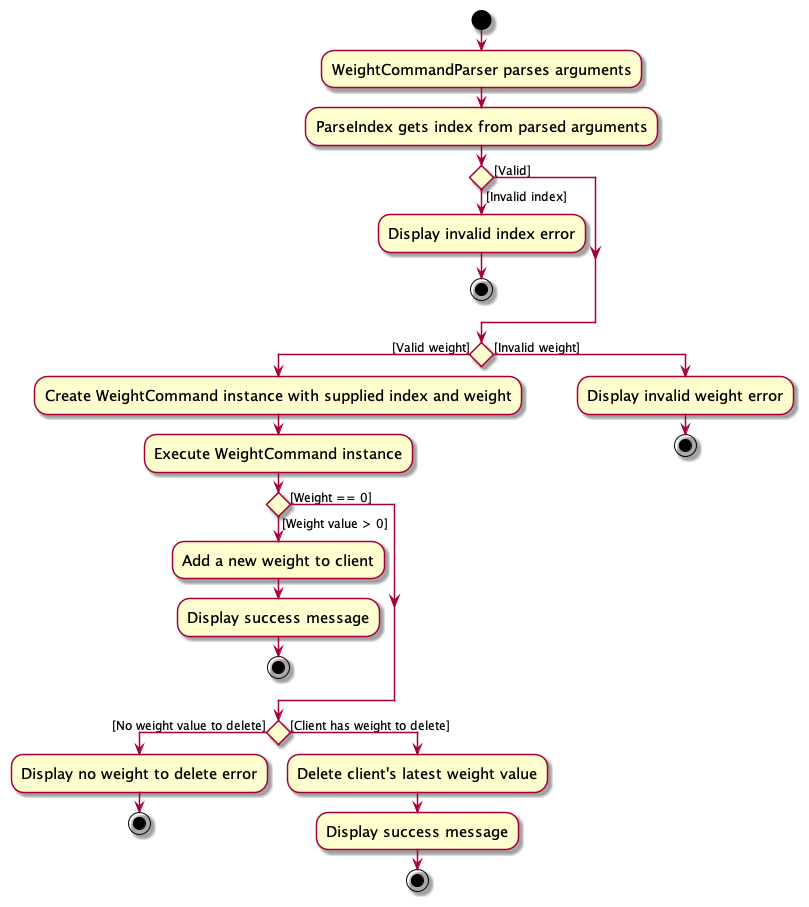 WeightCommandParser parses arguments
ParseIndex gets index from parsed arguments
[Valid]
[Invalid index]
Display invalid index error
[Valid weight]
[Invalid weight]
Create WeightCommand instance with supplied index and weight
Display invalid weight error
Execute WeightCommand instance
[Weight == 0]
[Weight value > 0]
Add a new weight to client
Display success message
[No weight value to delete]
[Client has weight to delete]
Display no weight to delete error
Delete client's latest weight value
Display success message